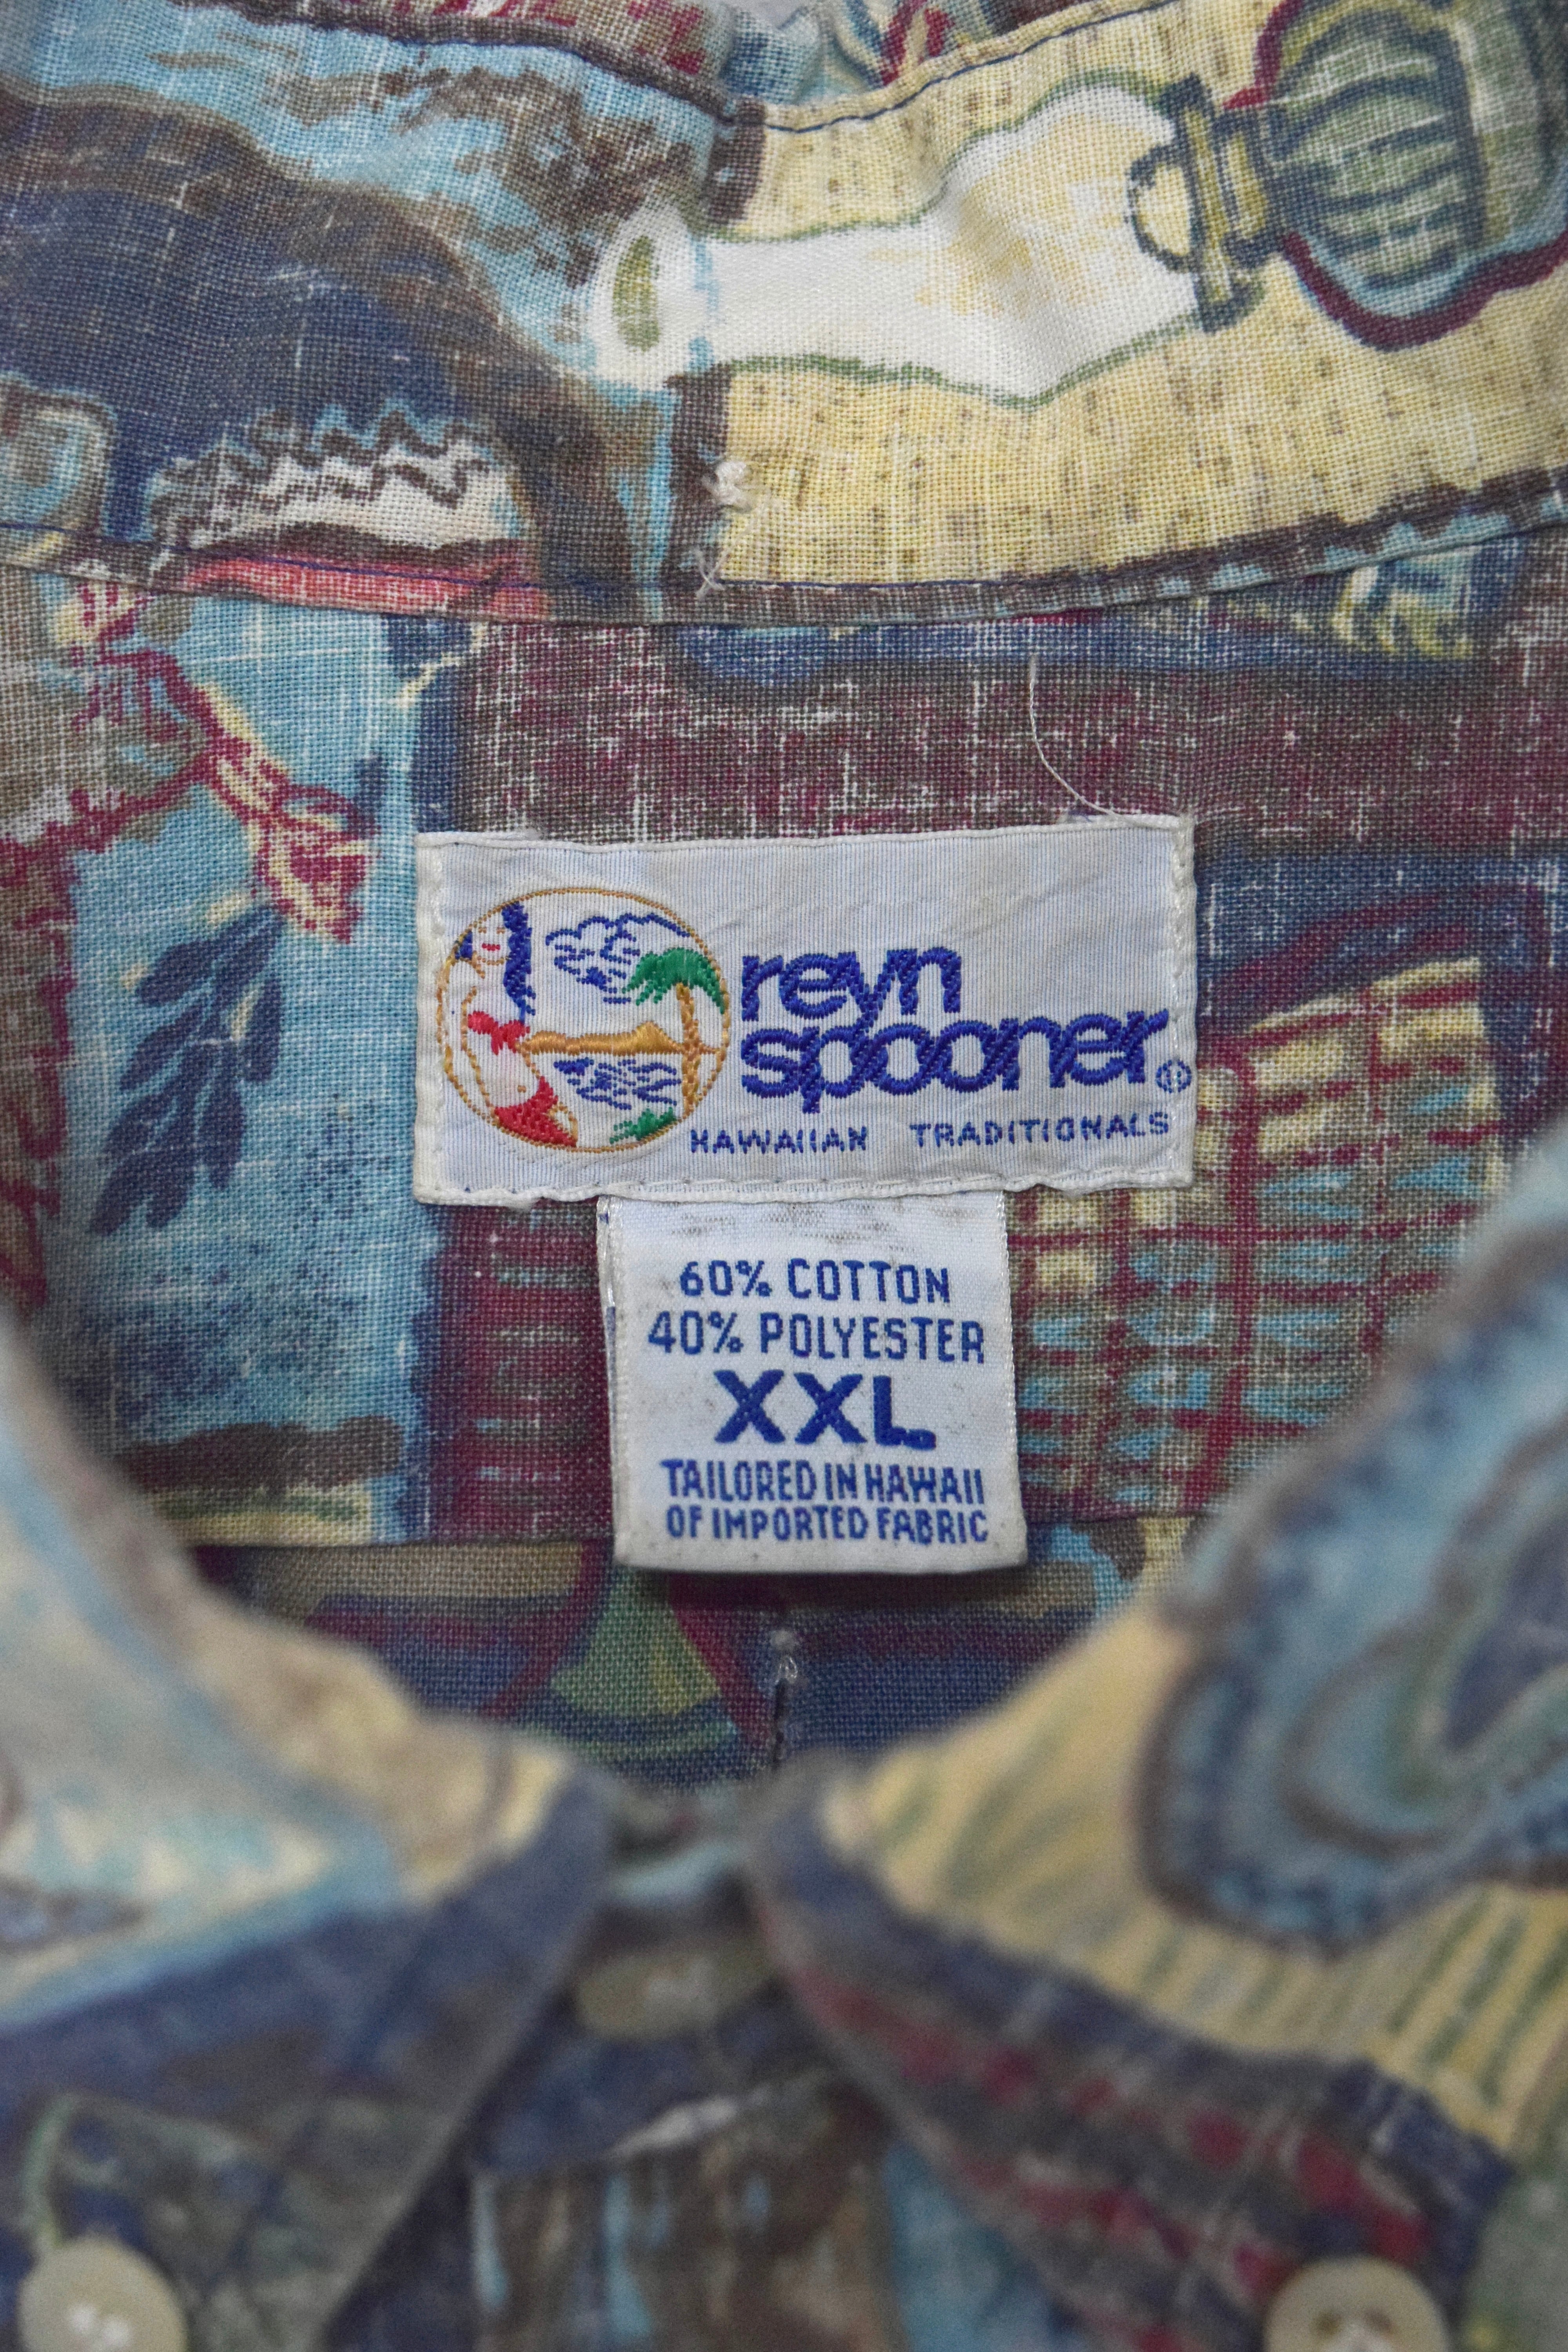 reyn
spooner®
HAWAIIAN TRADITIONALS
60% COTTON
40% POLYESTER
XXL
TAILORED IN HAWAII
OF IMPORTED FABRIC